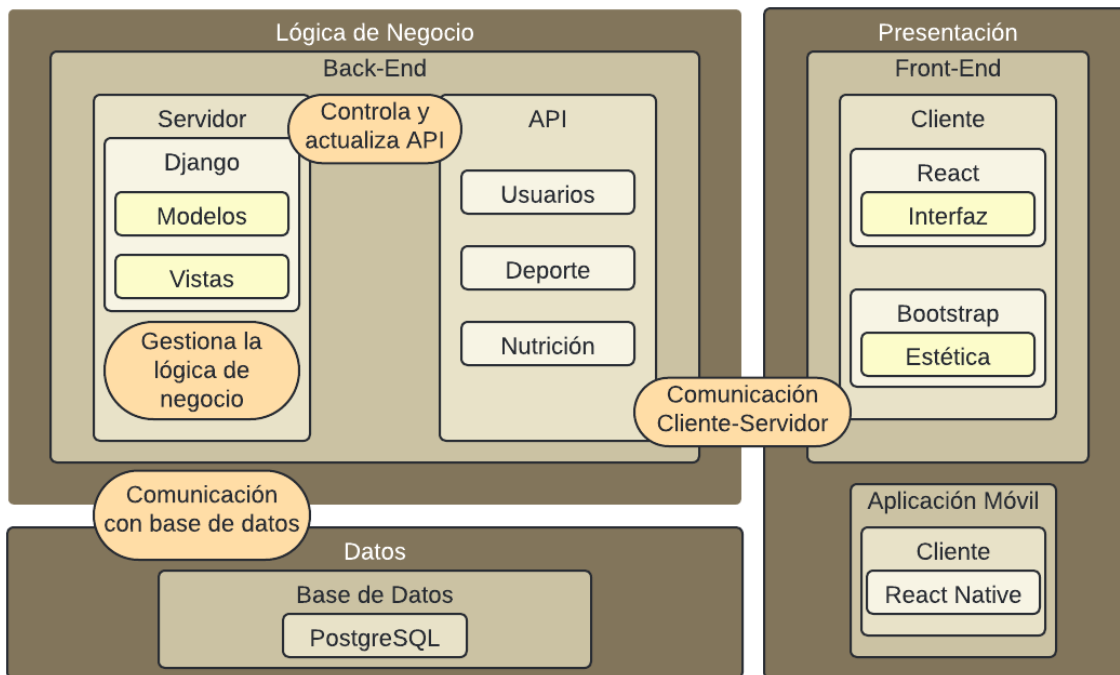 Lógica de Negocio
Back-End
Servidor
Django
Modelos
Vistas
Gestiona la
lógica de
negocio
Controla y
actualiza API
API
Usuarios
Deporte
Nutrición
Comunicación
Cliente-Servidor
Presentación
Front-End
Cliente
React
Interfaz
Bootstrap
Estética
Aplicación Móvil
Cliente
React Native
Comunicación
con base de datos
Datos
Base de Datos
PostgreSQL